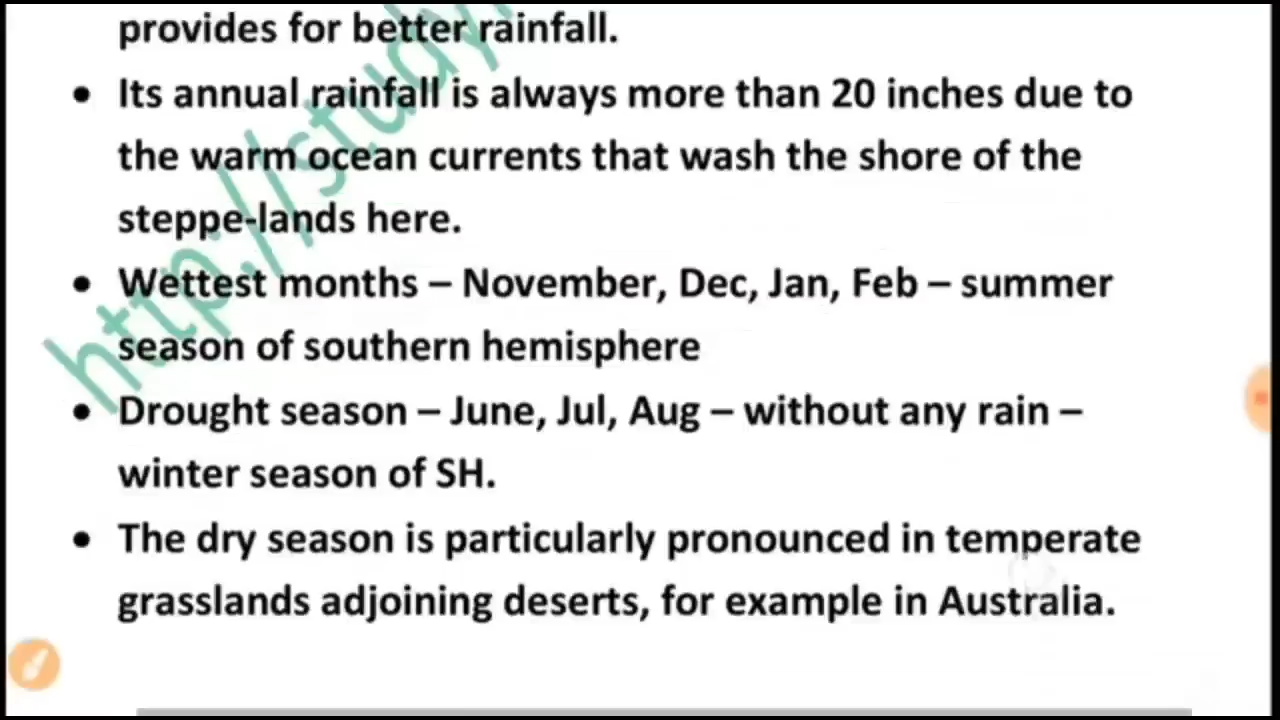 provides for better rainfall.
• Its annual rainfall is always more than 20 inches due to
the warm ocean currents that wash the shore of the
steppe-lands here.
• Wettest months – November, Dec, Jan, Feb – summer
season of southern hemisphere
• Drought season – June, Jul, Aug – without any rain –
winter season of SH.
• The dry season is particularly pronounced in temperate
grasslands adjoining deserts, for example in Australia.
http://study